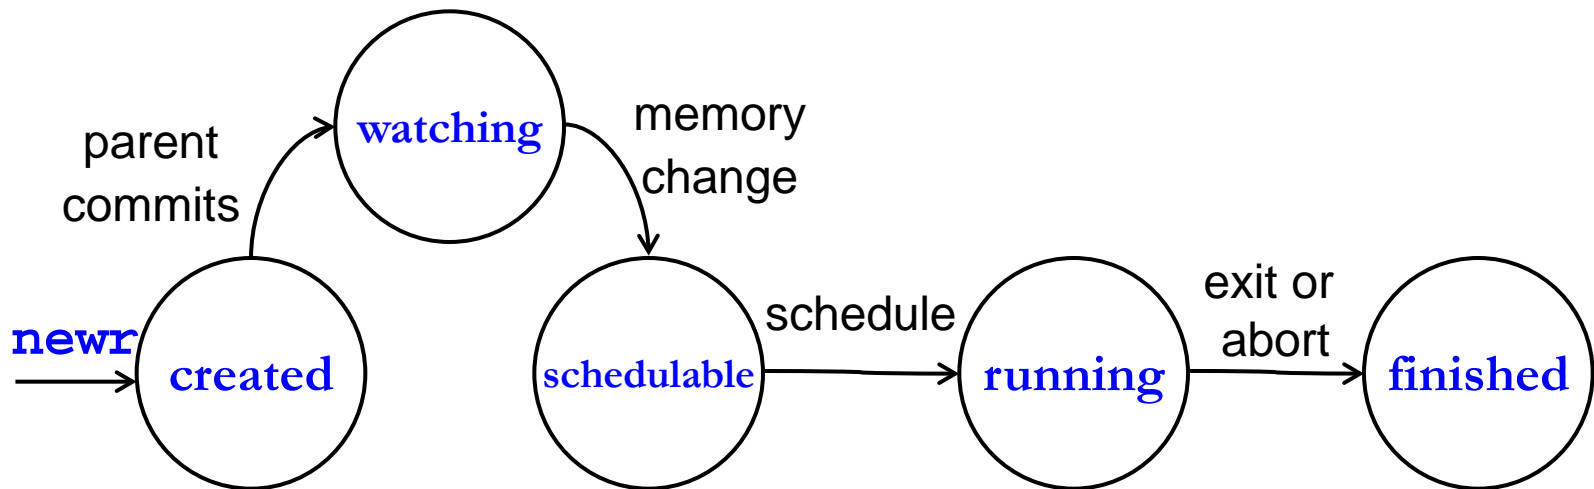 watching
memory
change
parent
commits
newr
created
schedulable
schedule
running
exit or
abort
finished